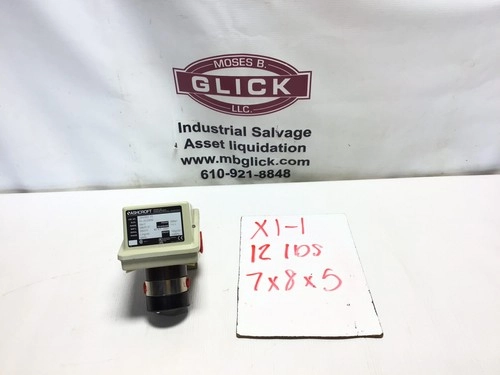 MOSES B.
GLICK
LLC.
Industrial Salvage
Asset liquidation
www.mbglick.com
610-921-8848
ASHCROFT
X1-1
12 lbs
7x8x5